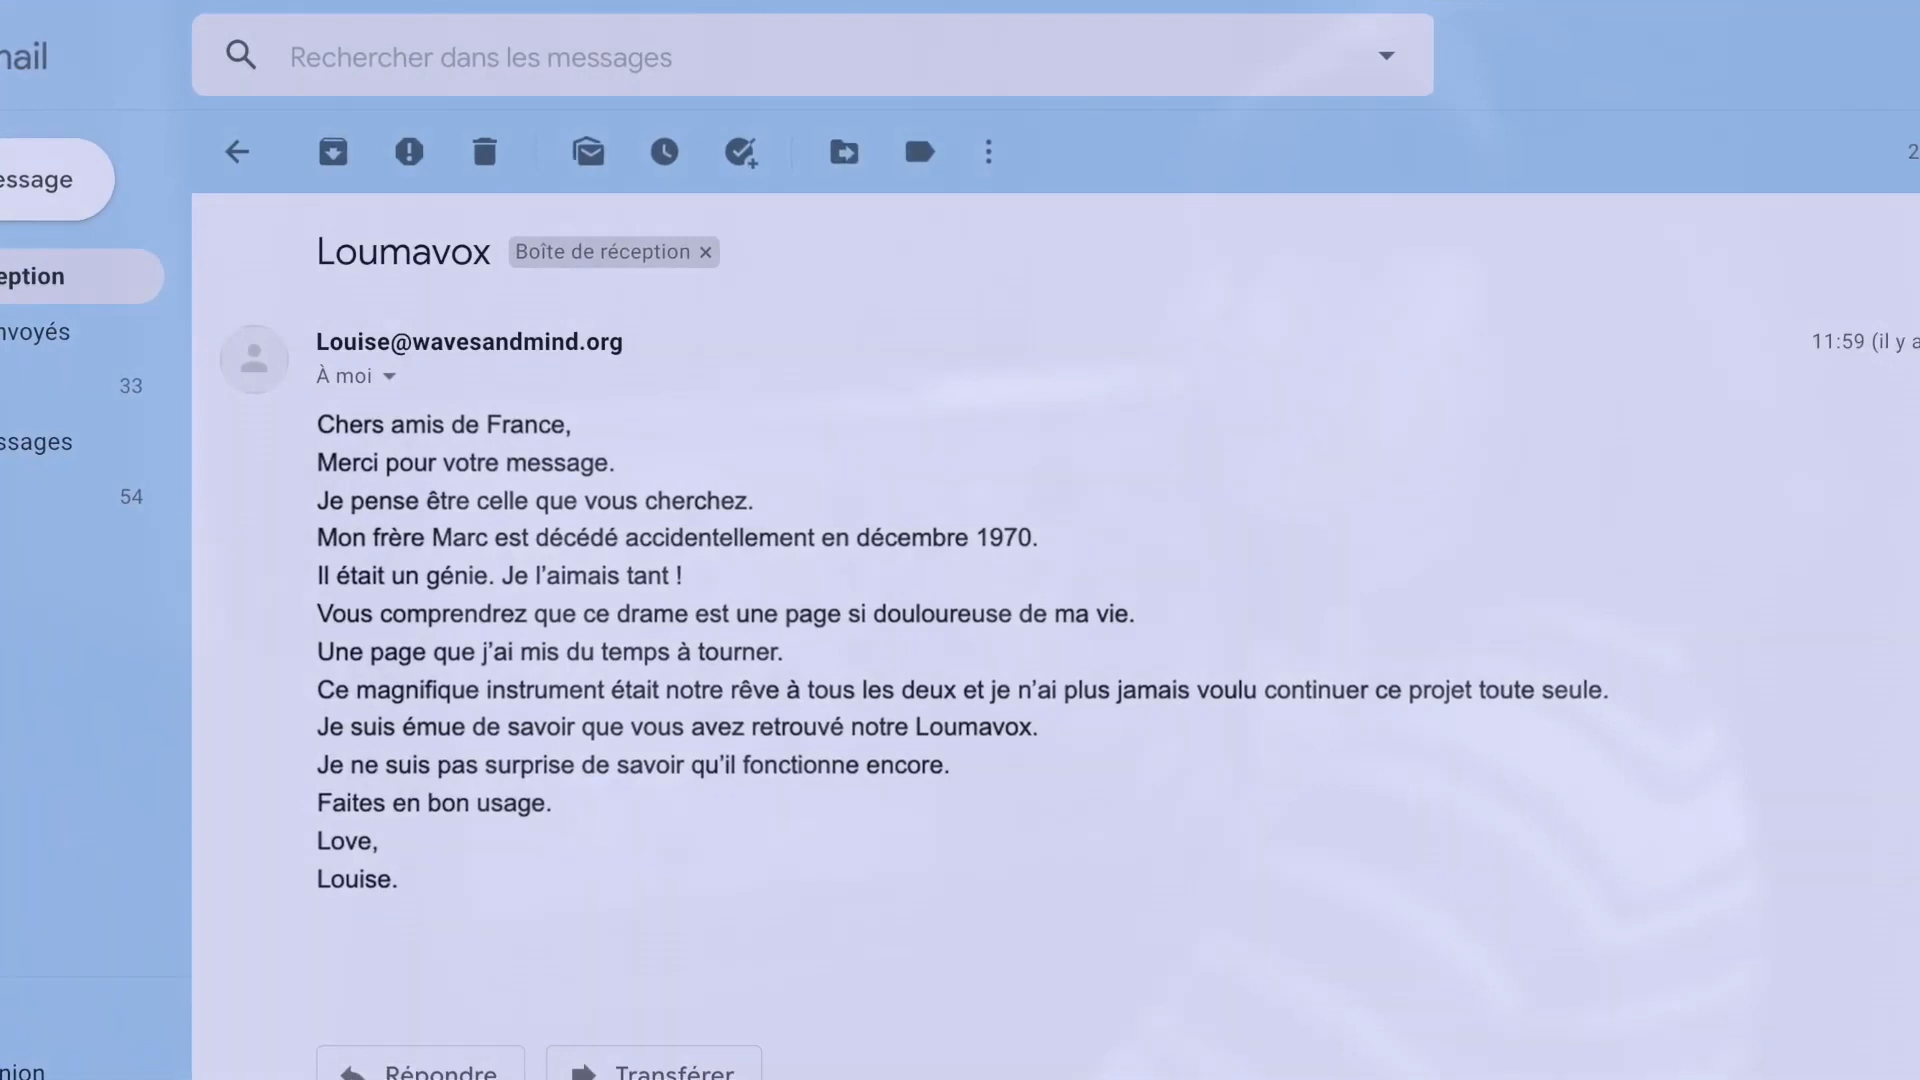 Rechercher dans les messages
Loumavox Boîte de réception ×
Louise@wavesandmind.org
11:59 (il y a
À moi
eption
nvoyés
33
ssages
54
essage
Chers amis de France,
Merci pour votre message.
Je pense être celle que vous cherchez.
Mon frère Marc est décédé accidentellement en décembre 1970.
Il était un génie. Je l’aimais tant !
Vous comprendrez que ce drame est une page si douloureuse de ma vie.
Une page que j’ai mis du temps à tourner.
Ce magnifique instrument était notre rêve à tous les deux et je n’ai plus jamais voulu continuer ce projet toute seule.
Je suis émue de savoir que vous avez retrouvé notre Loumavox.
Je ne suis pas surprise de savoir qu’il fonctionne encore.
Faites en bon usage.
Love,
Louise.
Répondre
Transférer